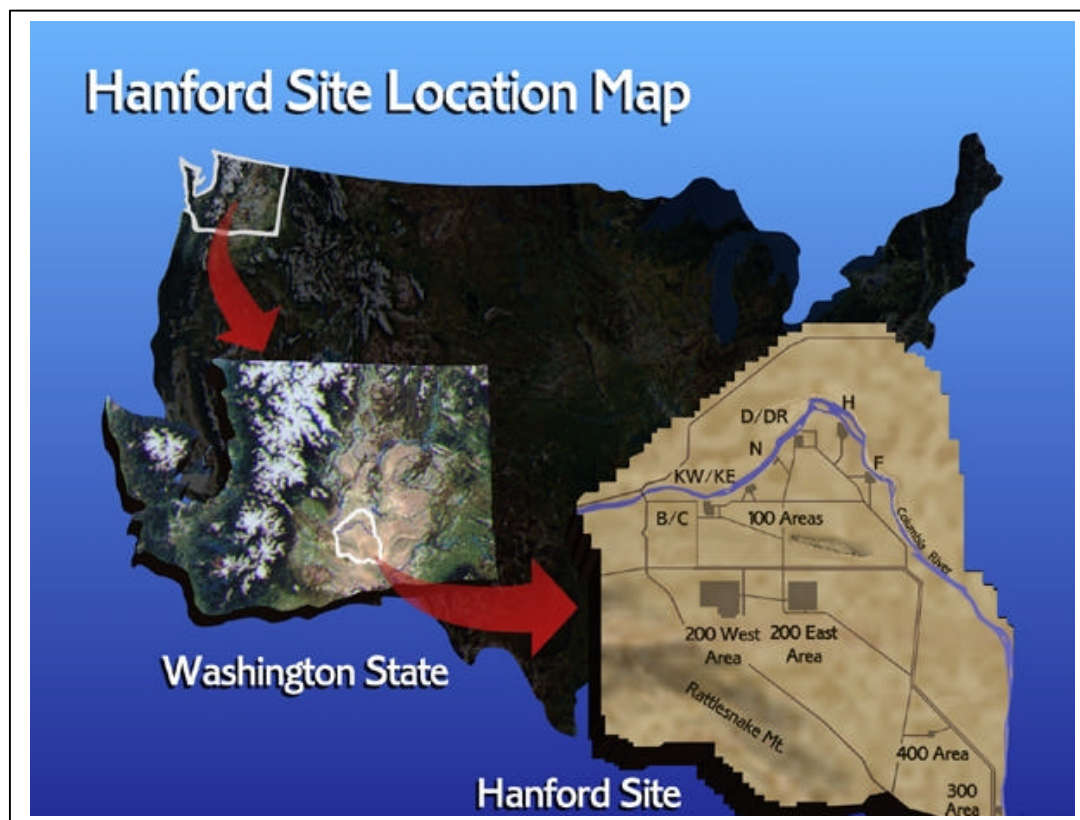 Hanford Site Location Map
H
D/DR
N
F
KW/KE
B/C
100 Areas
Columbia River
200 West
Area
200 East
Area
Washington State
Rattlesnake Mt.
400 Area
300
Area
Hanford Site